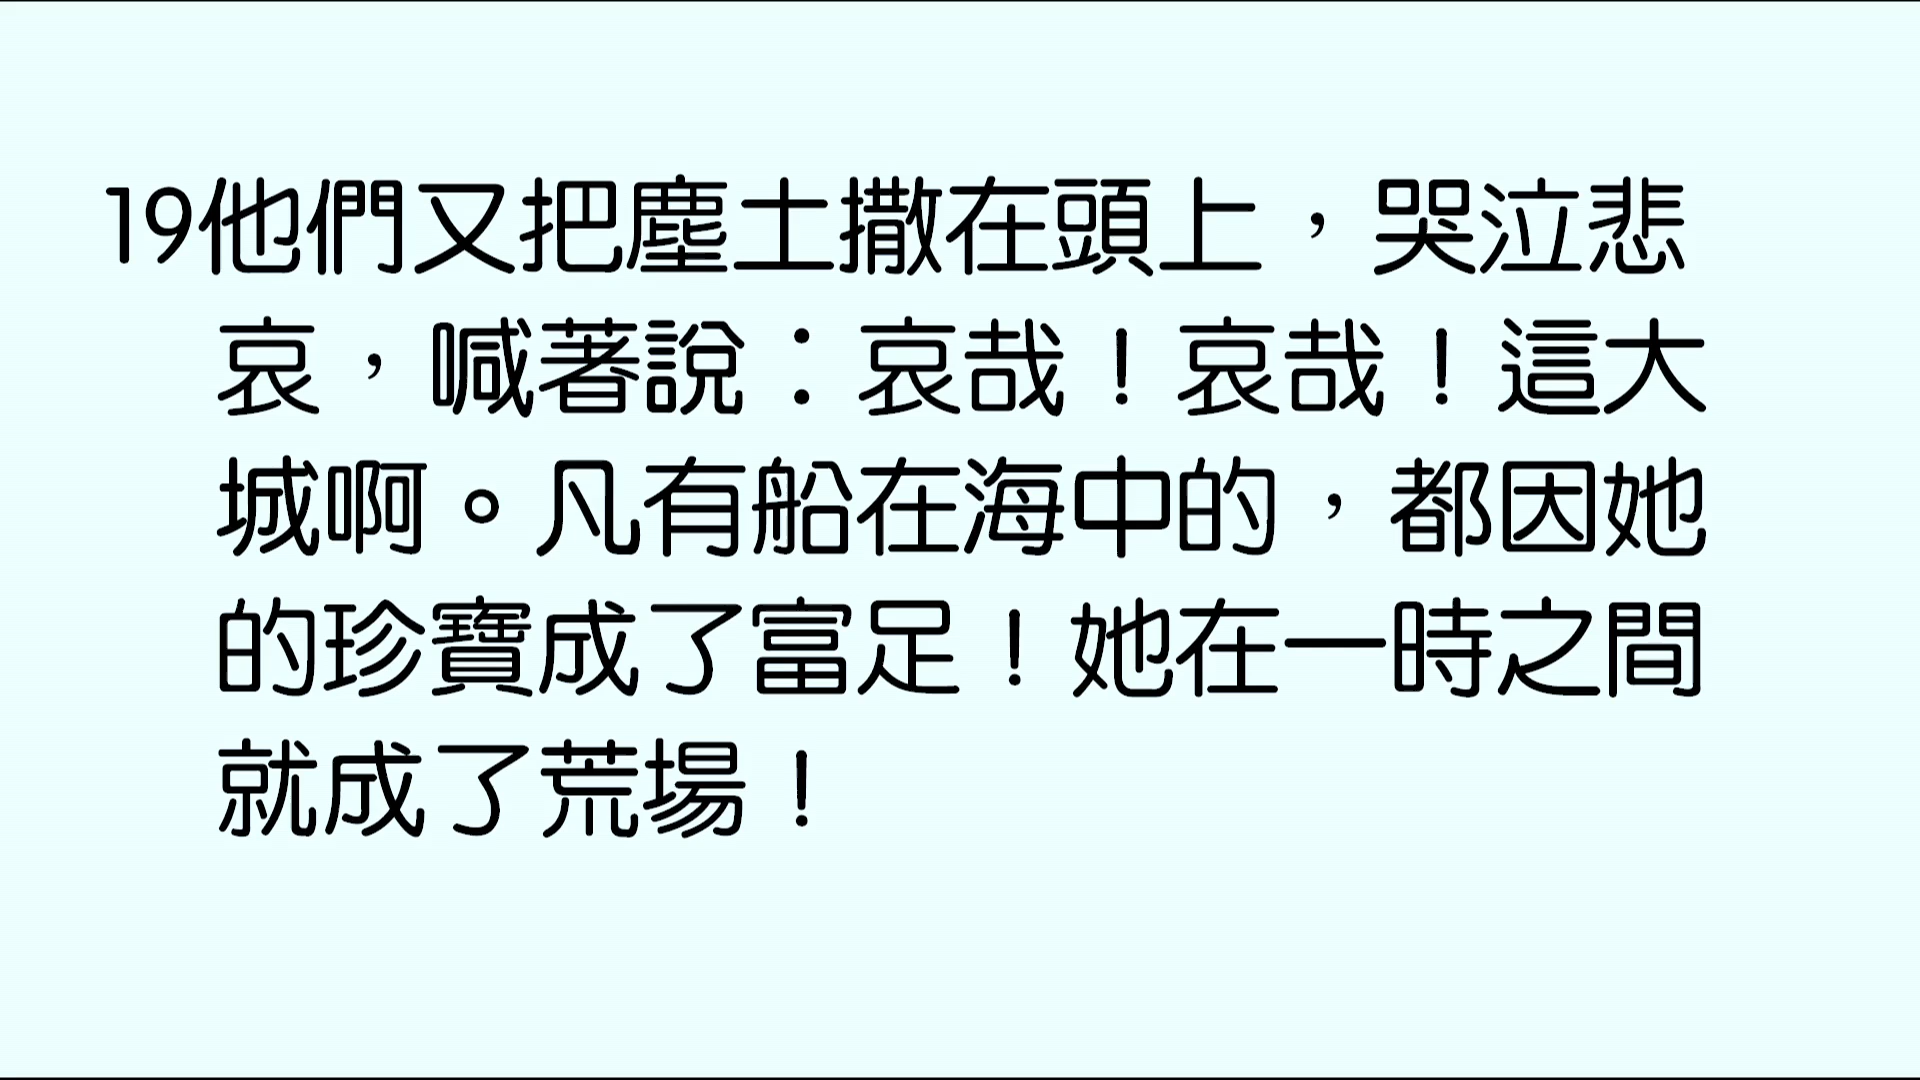 19他們又把塵土撒在頭上，哭泣悲
哀，喊著說：哀哉！哀哉！這大
城啊。凡有船在海中的，都因她
的珍寶成了富足！她在一時之間
就成了荒場！